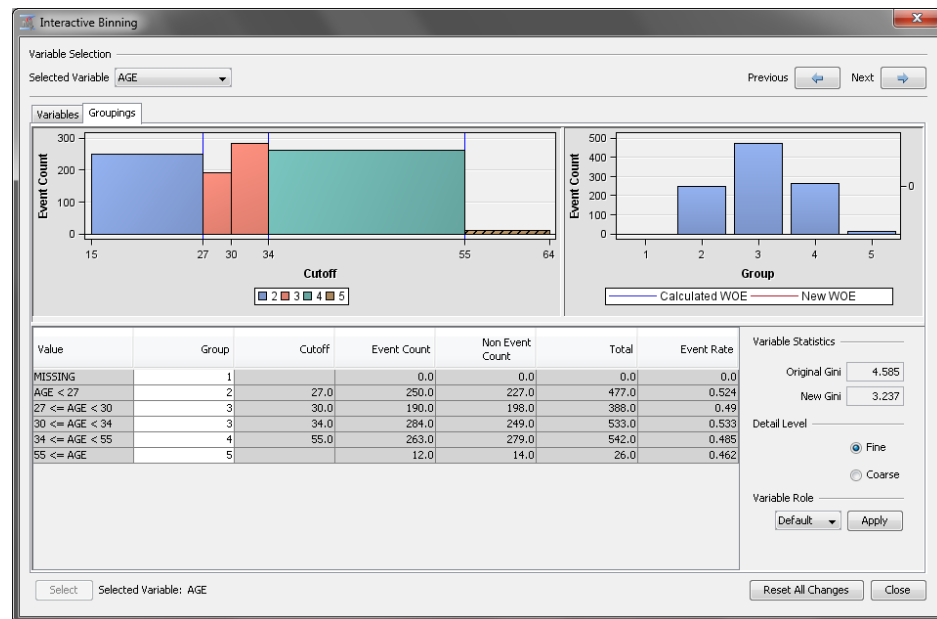 Interactive Binning
Variable Selection
Selected Variable AGE
Previous Next
Variables Groupings
300
200
100
0
Event Count
15 27 30 34 55 64
Cutoff
2 3 4 5
500
400
300
200
100
0
Event Count
0
1 2 3 4 5
Group
Calculated WOE New WOE
Value Group Cutoff Event Count Non Event Count Total Event Rate
MISSING 1 0.0 0.0 0.0 0.0
AGE < 27 2 27.0 250.0 227.0 477.0 0.524
27 <= AGE < 30 3 30.0 190.0 198.0 388.0 0.49
30 <= AGE < 34 3 34.0 284.0 249.0 533.0 0.533
34 <= AGE < 55 4 55.0 263.0 279.0 542.0 0.485
55 <= AGE 5 12.0 14.0 26.0 0.462
Variable Statistics
Original Gini 4.585
New Gini 3.237
Detail Level
Fine
Coarse
Variable Role
Default Apply
Select Selected Variable: AGE
Reset All Changes Close